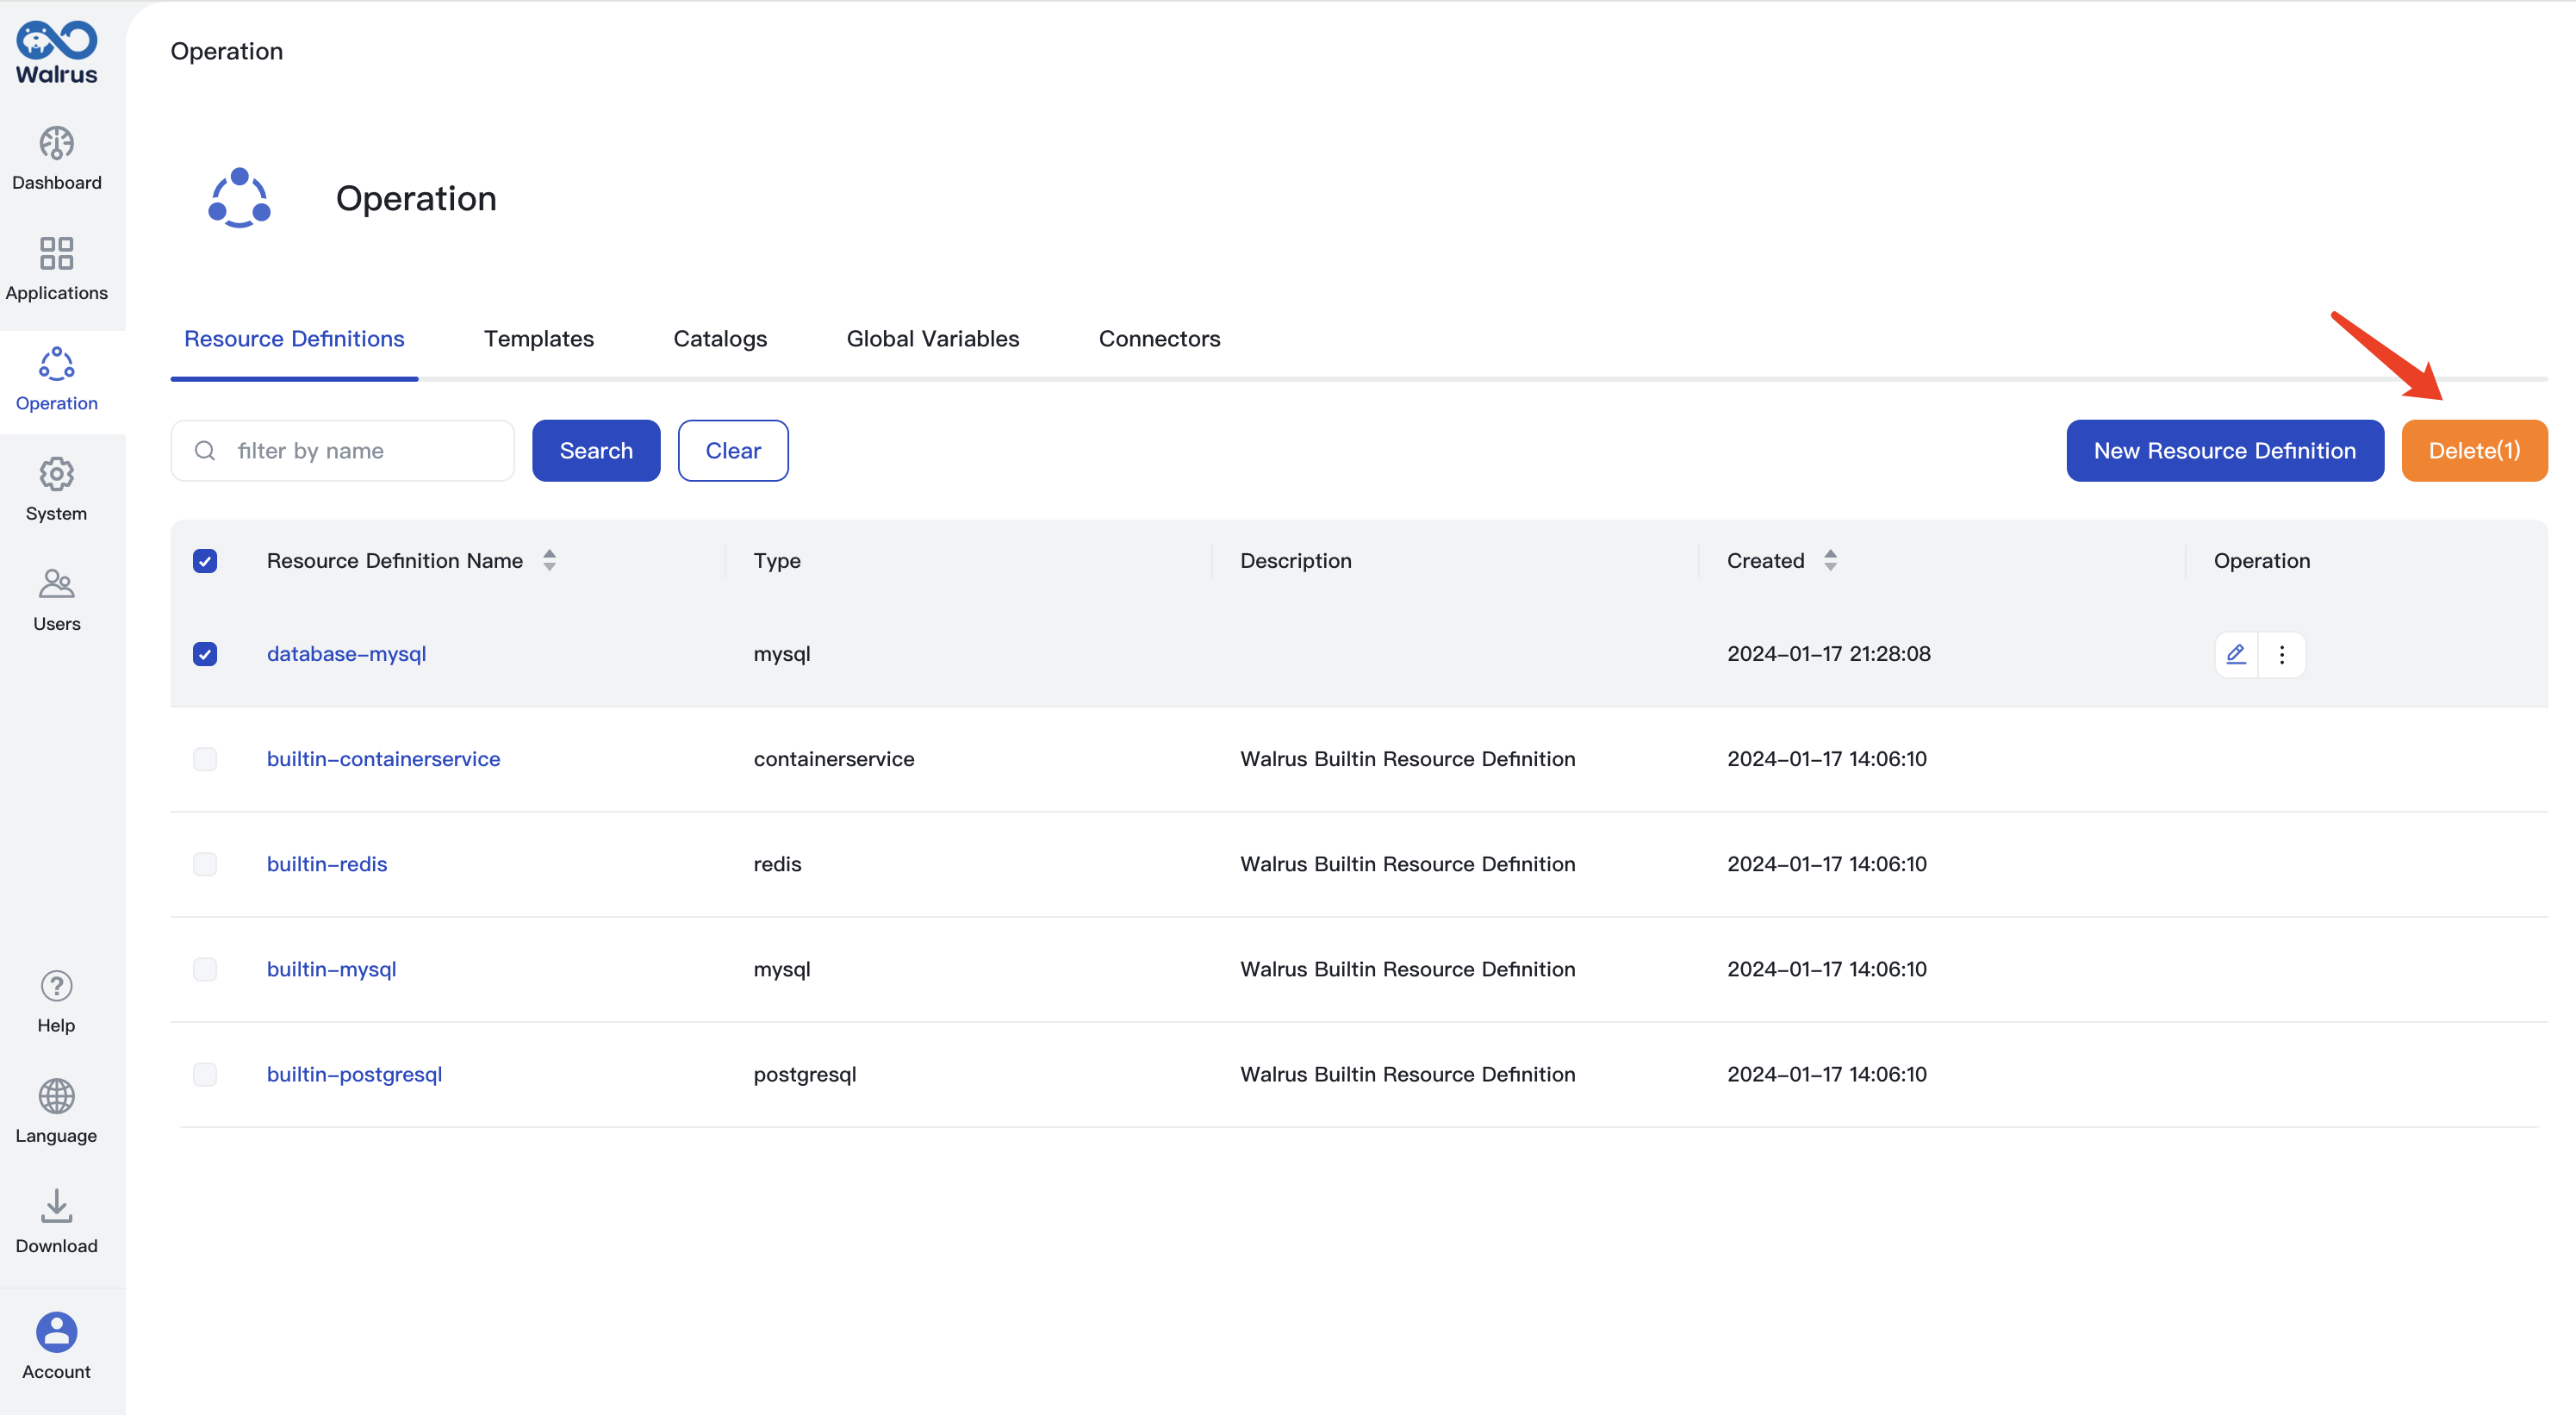 Walrus
Dashboard
Applications
Operation
System
Users
Help
Language
Download
Account
Operation
Operation
Resource Definitions Templates Catalogs Global Variables Connectors
filter by name Search Clear New Resource Definition Delete(1)
Resource Definition Name Type Description Created Operation
database-mysql mysql 2024-01-17 21:28:08
builtin-containerservice containerservice Walrus Builtin Resource Definition 2024-01-17 14:06:10
builtin-redis redis Walrus Builtin Resource Definition 2024-01-17 14:06:10
builtin-mysql mysql Walrus Builtin Resource Definition 2024-01-17 14:06:10
builtin-postgresql postgresql Walrus Builtin Resource Definition 2024-01-17 14:06:10